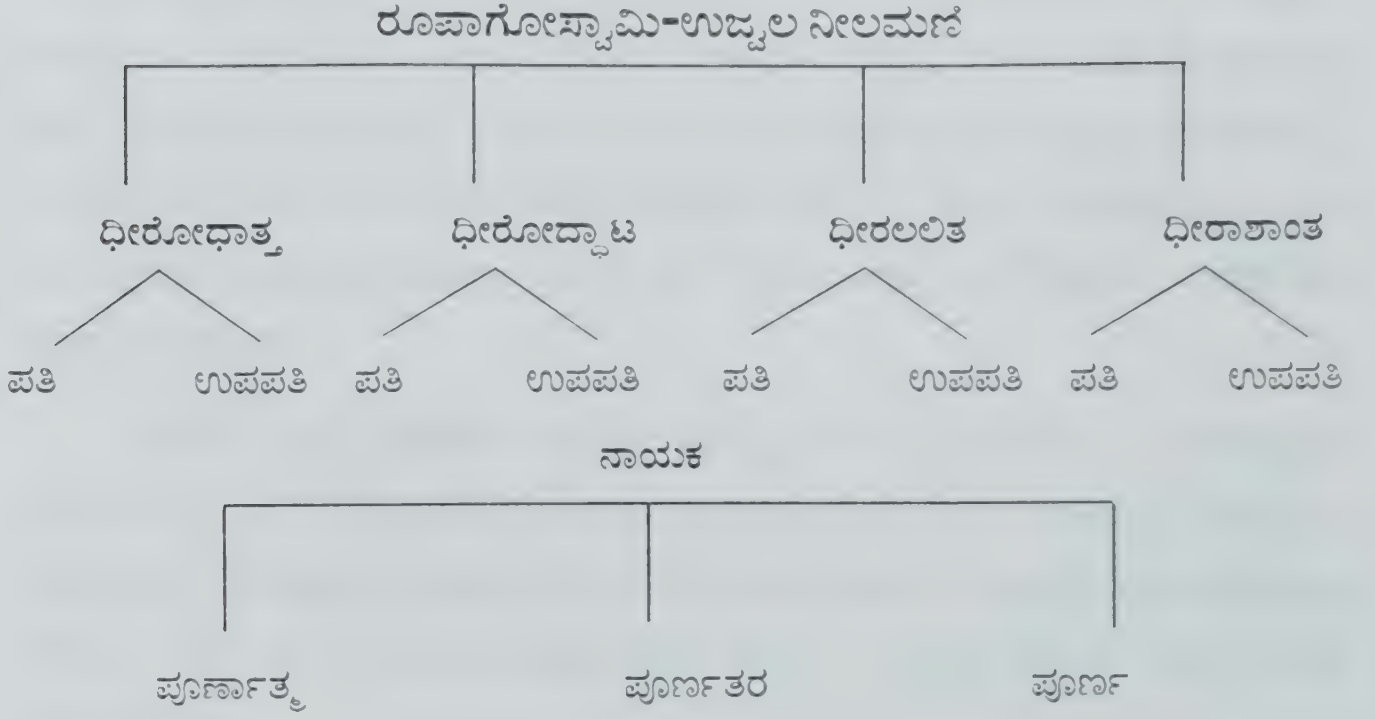 ರೂಪಾಗೋಸ್ವಾಮಿ-ಉಜ್ವಲ ನೀಲಮಣಿ
ಧೀರೋಧಾತ್ತ ಧೀರೋದ್ಧಾಟ ಧೀರಲಲಿತ ಧೀರಾಶಾಂತ
ಪತಿ ಉಪಪತಿ ಪತಿ ಉಪಪತಿ ಪತಿ ಉಪಪತಿ ಪತಿ ಉಪಪತಿ
ನಾಯಕ
ಪೂರ್ಣಾತ್ಮ ಪೂರ್ಣತರ ಪೂರ್ಣ